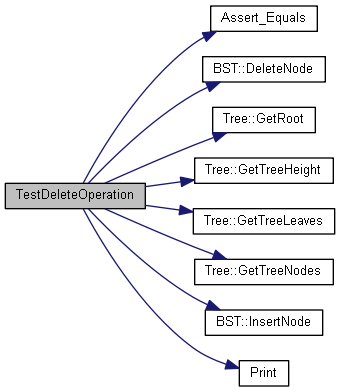 Assert_Equals
BST::DeleteNode
Tree::GetRoot
Tree::GetTreeHeight
TestDeleteOperation
Tree::GetTreeLeaves
Tree::GetTreeNodes
BST::InsertNode
Print